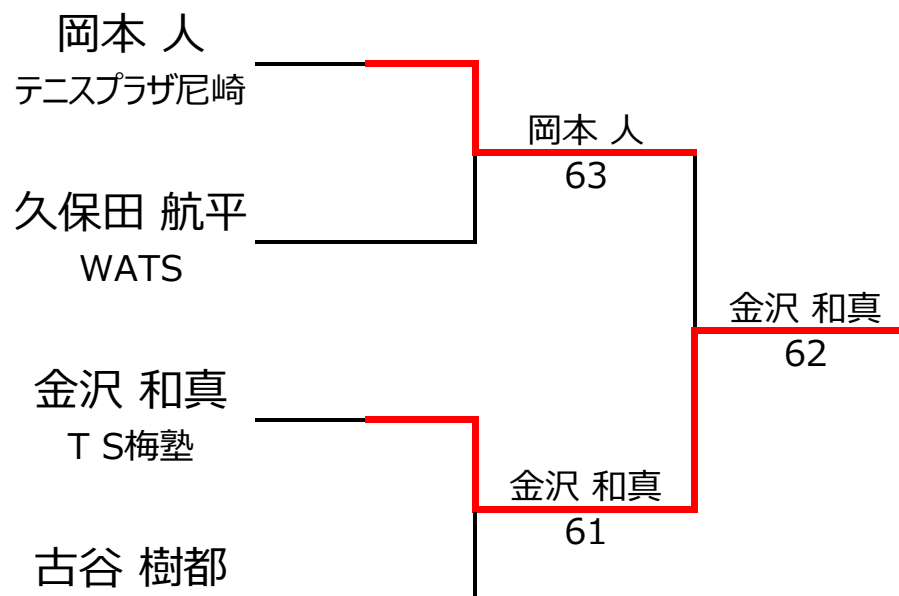 岡本 人
テニスプラザ尼崎
岡本 人
63
久保田 航平
WATS
金沢 和真
62
金沢 和真
T S梅塾
金沢 和真
61
古谷 樹都